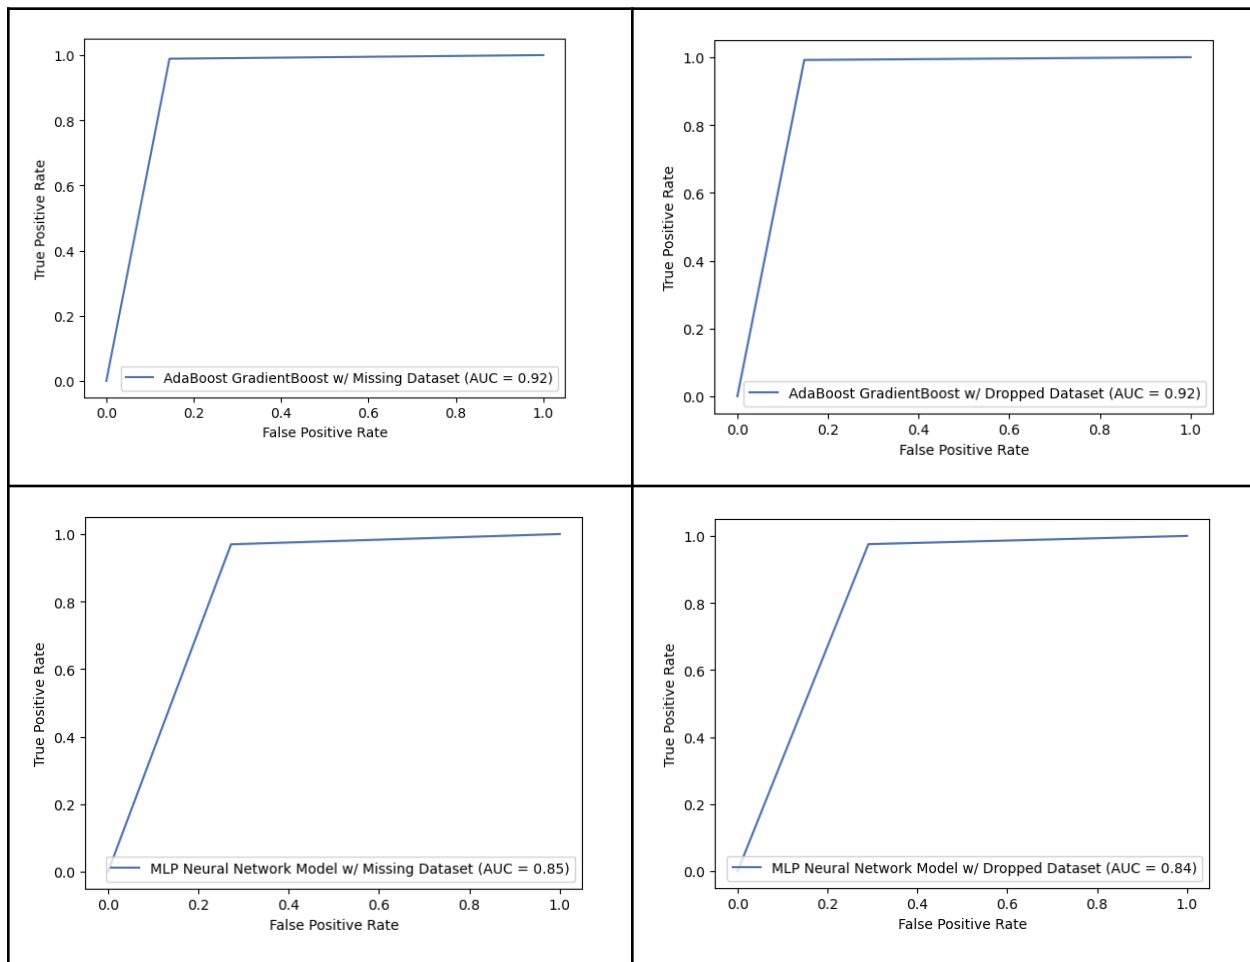 1.0
0.8
0.6
0.4
0.2
0.0
True Positive Rate
AdaBoost GradientBoost w/ Missing Dataset (AUC = 0.92)
0.0 0.2 0.4 0.6 0.8 1.0
False Positive Rate
1.0
0.8
0.6
0.4
0.2
0.0
True Positive Rate
AdaBoost GradientBoost w/ Dropped Dataset (AUC = 0.92)
0.0 0.2 0.4 0.6 0.8 1.0
False Positive Rate
1.0
0.8
0.6
0.4
0.2
0.0
True Positive Rate
MLP Neural Network Model w/ Missing Dataset (AUC = 0.85)
0.0 0.2 0.4 0.6 0.8 1.0
False Positive Rate
1.0
0.8
0.6
0.4
0.2
0.0
True Positive Rate
MLP Neural Network Model w/ Dropped Dataset (AUC = 0.84)
0.0 0.2 0.4 0.6 0.8 1.0
False Positive Rate